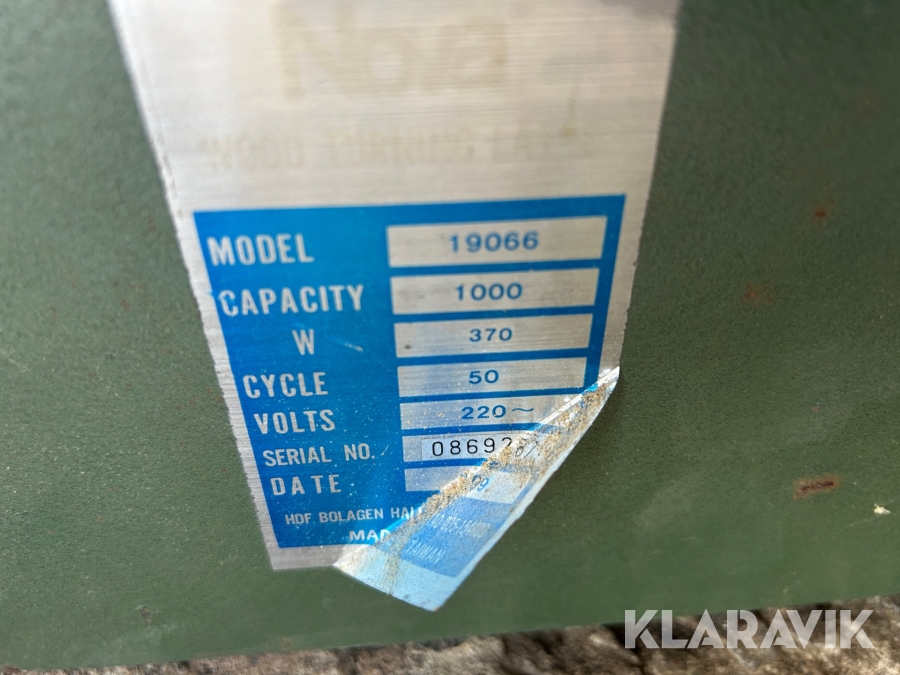 WOOD TURNING LATHE
MODEL 19066
CAPACITY 1000
W 370
CYCLE 50
VOLTS 220~
SERIAL NO.
DATE
HDF BOLAGEN
TAIWAN
KLARAVIK